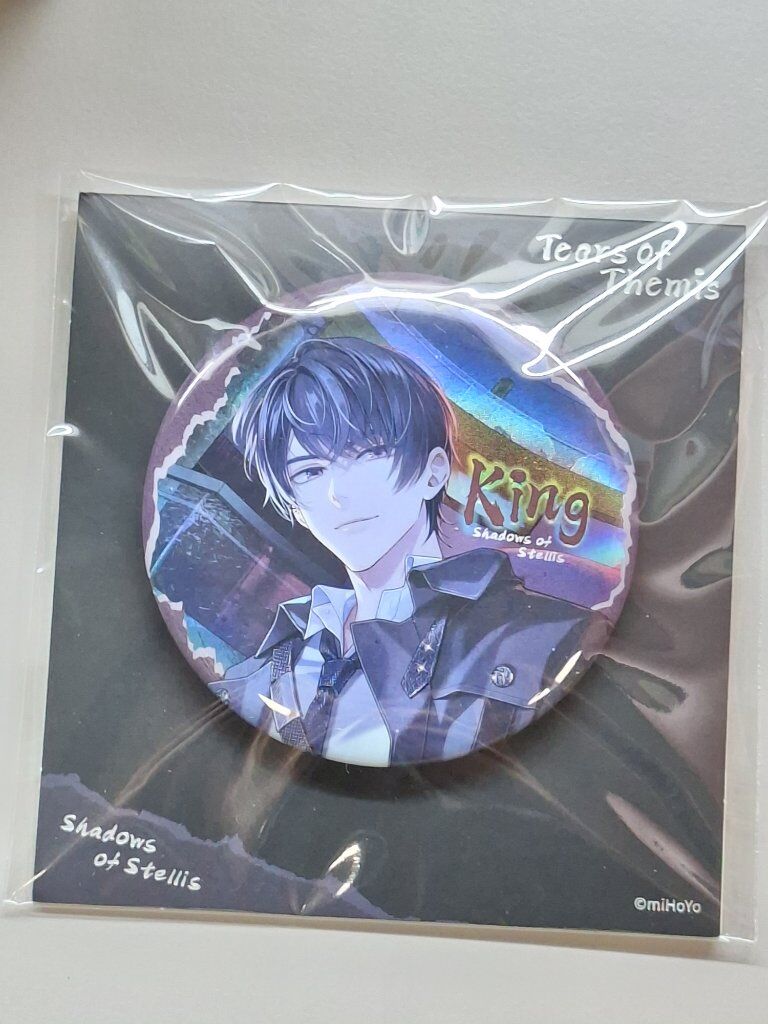 Tears of
Themis
King
Shadows of
Stellis
Shadows
of Stellis
©miHoYo